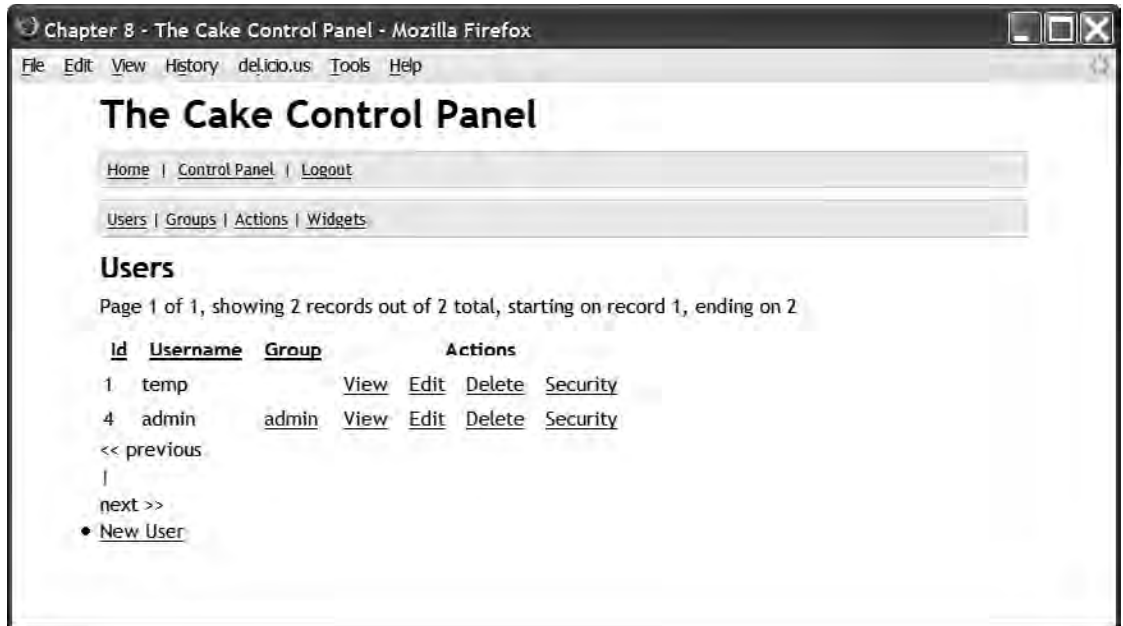 Chapter 8 - The Cake Control Panel - Mozilla Firefox
File Edit View History del.icio.us Tools Help
The Cake Control Panel
Home | Control Panel | Logout
Users | Groups | Actions | Widgets
Users
Page 1 of 1, showing 2 records out of 2 total, starting on record 1, ending on 2
Id Username Group Actions
1 temp View Edit Delete Security
4 admin admin View Edit Delete Security
<< previous
|
next >>
• New User